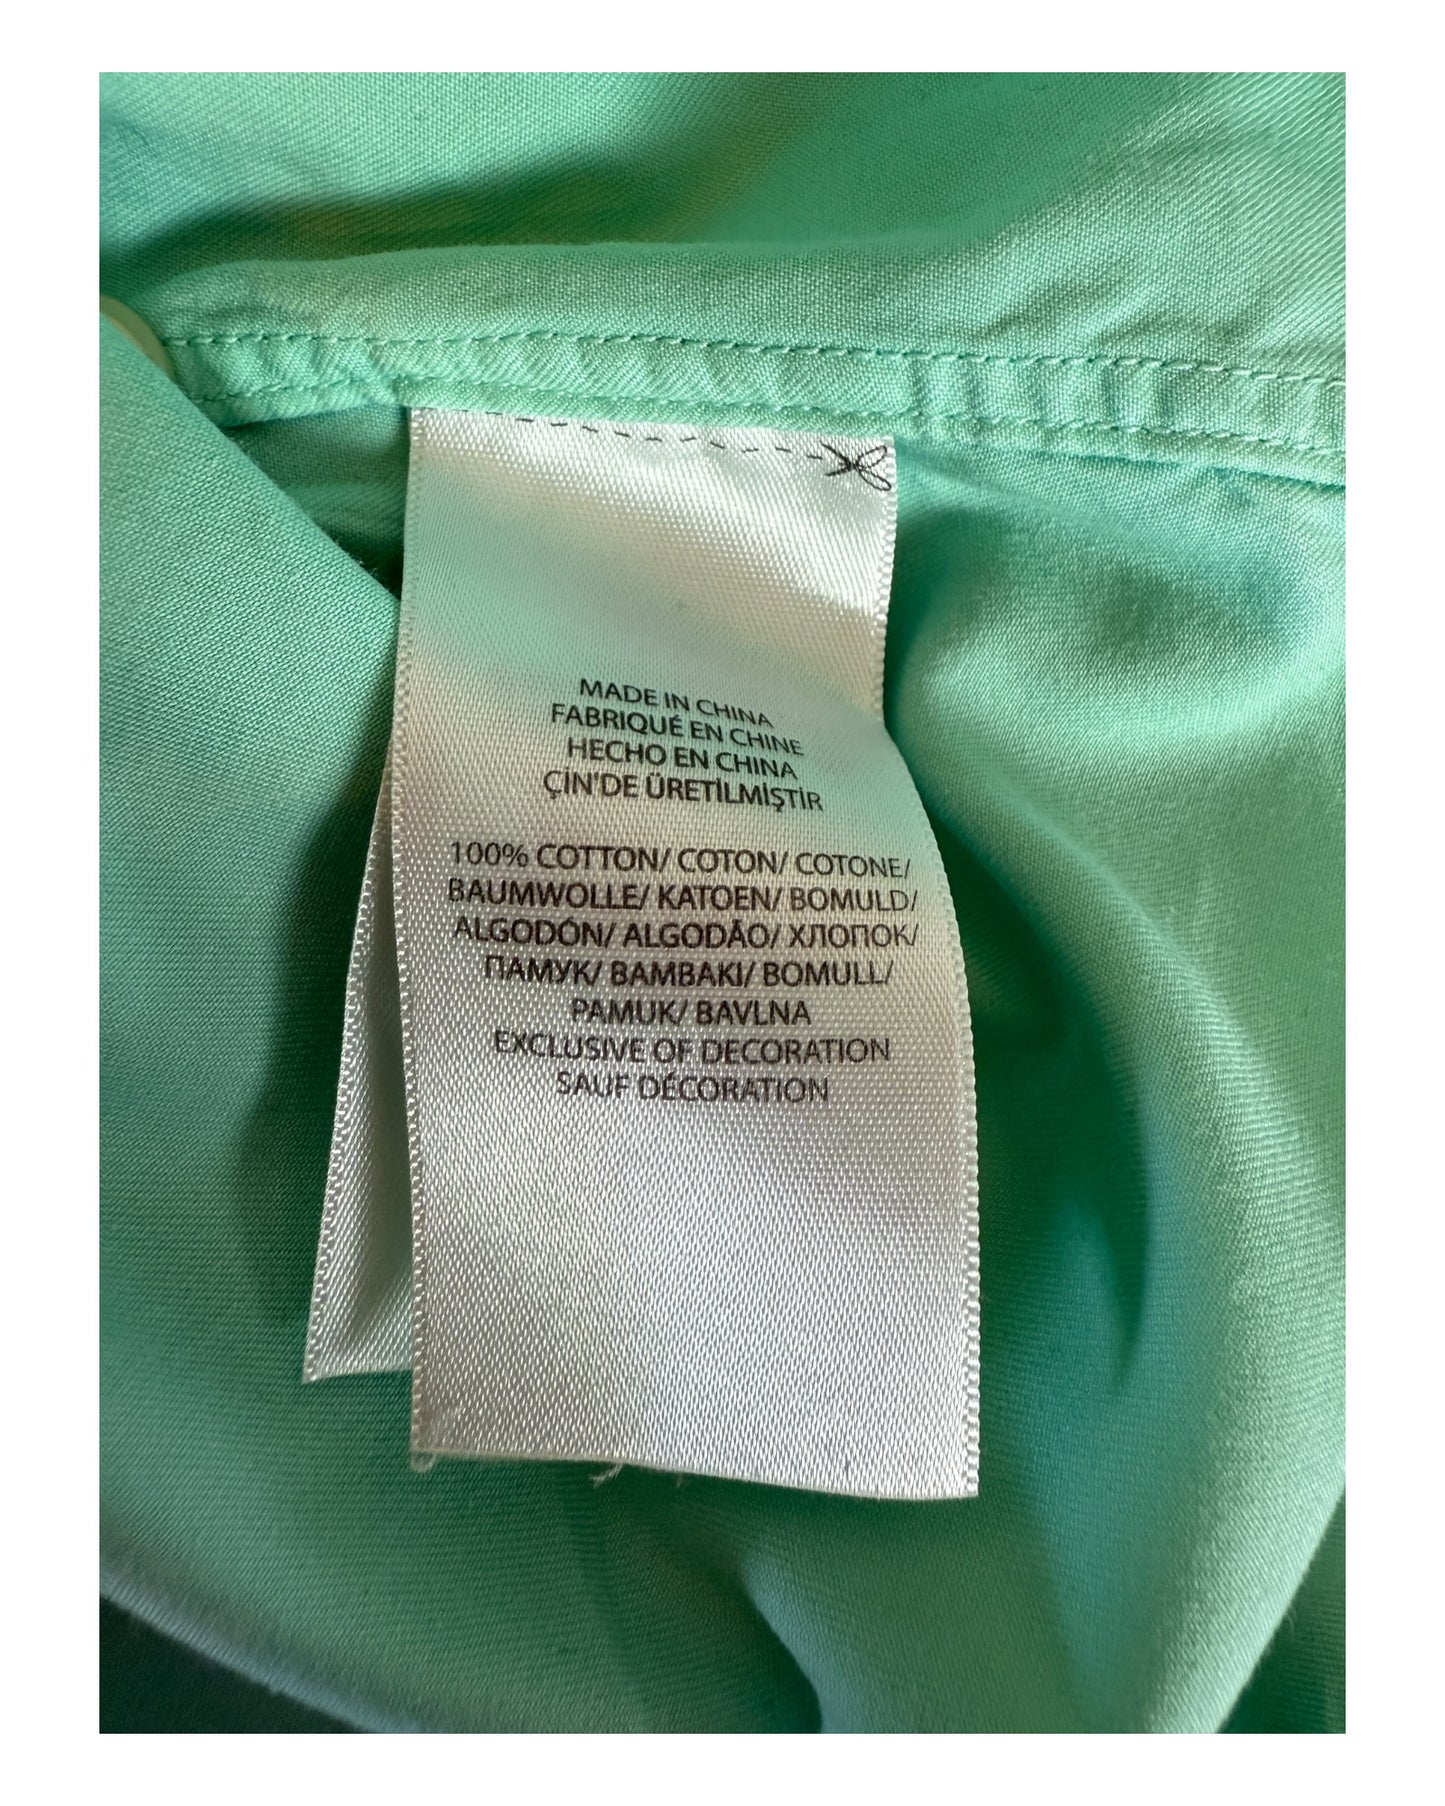 MADE IN CHINA
FABRIQUÉ EN CHINE
HECHO EN CHINA
ÇİN'DE ÜRETİLMİŞTİR
100% COTTON/ COTON/ COTONE/
BAUMWOLLE/ KATOEN/ BOMULD/
ALGODÓN/ ALGODÃO/ ХЛОПОК/
ПАМУК/ BAMBAKI/ BOMULL/
PAMUK/ BAVLNA
EXCLUSIVE OF DECORATION
SAUF DÉCORATION